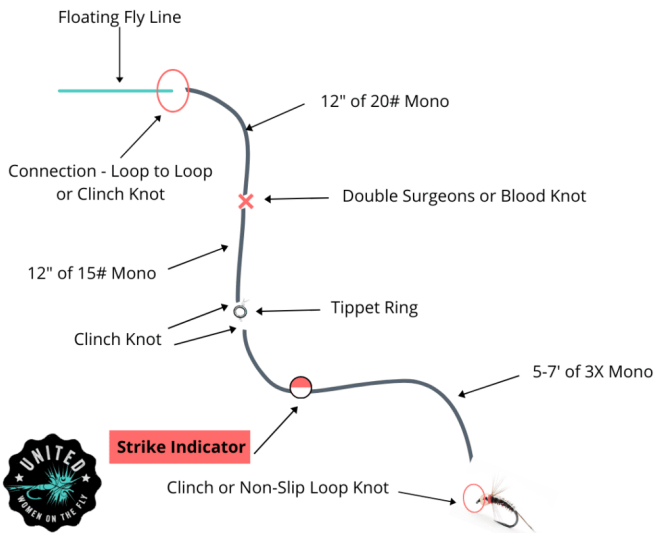 Floating Fly Line
12" of 20# Mono
Connection - Loop to Loop
or Clinch Knot
Double Surgeons or Blood Knot
12" of 15# Mono
Tippet Ring
Clinch Knot
5-7' of 3X Mono
Strike Indicator
Clinch or Non-Slip Loop Knot
UNITED
WOMEN ON THE FLY